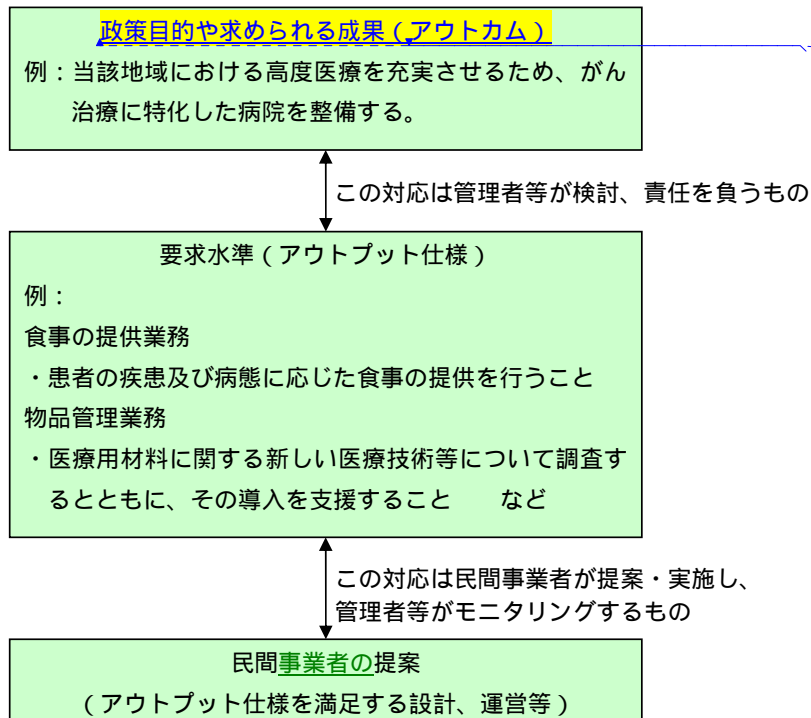 政策目的や求められる成果(アウトカム)
例:当該地域における高度医療を充実させるため、がん
治療に特化した病院を整備する。
この対応は管理者等が検討、責任を負うもの
要求水準(アウトプット仕様)
例:
食事の提供業務
・患者の疾患及び病態に応じた食事の提供を行うこと
物品管理業務
・医療用材料に関する新しい医療技術等について調査す
るとともに、その導入を支援すること　　など
この対応は民間事業者が提案・実施し、
管理者等がモニタリングするもの
民間事業者の提案
(アウトプット仕様を満足する設計、運営等)